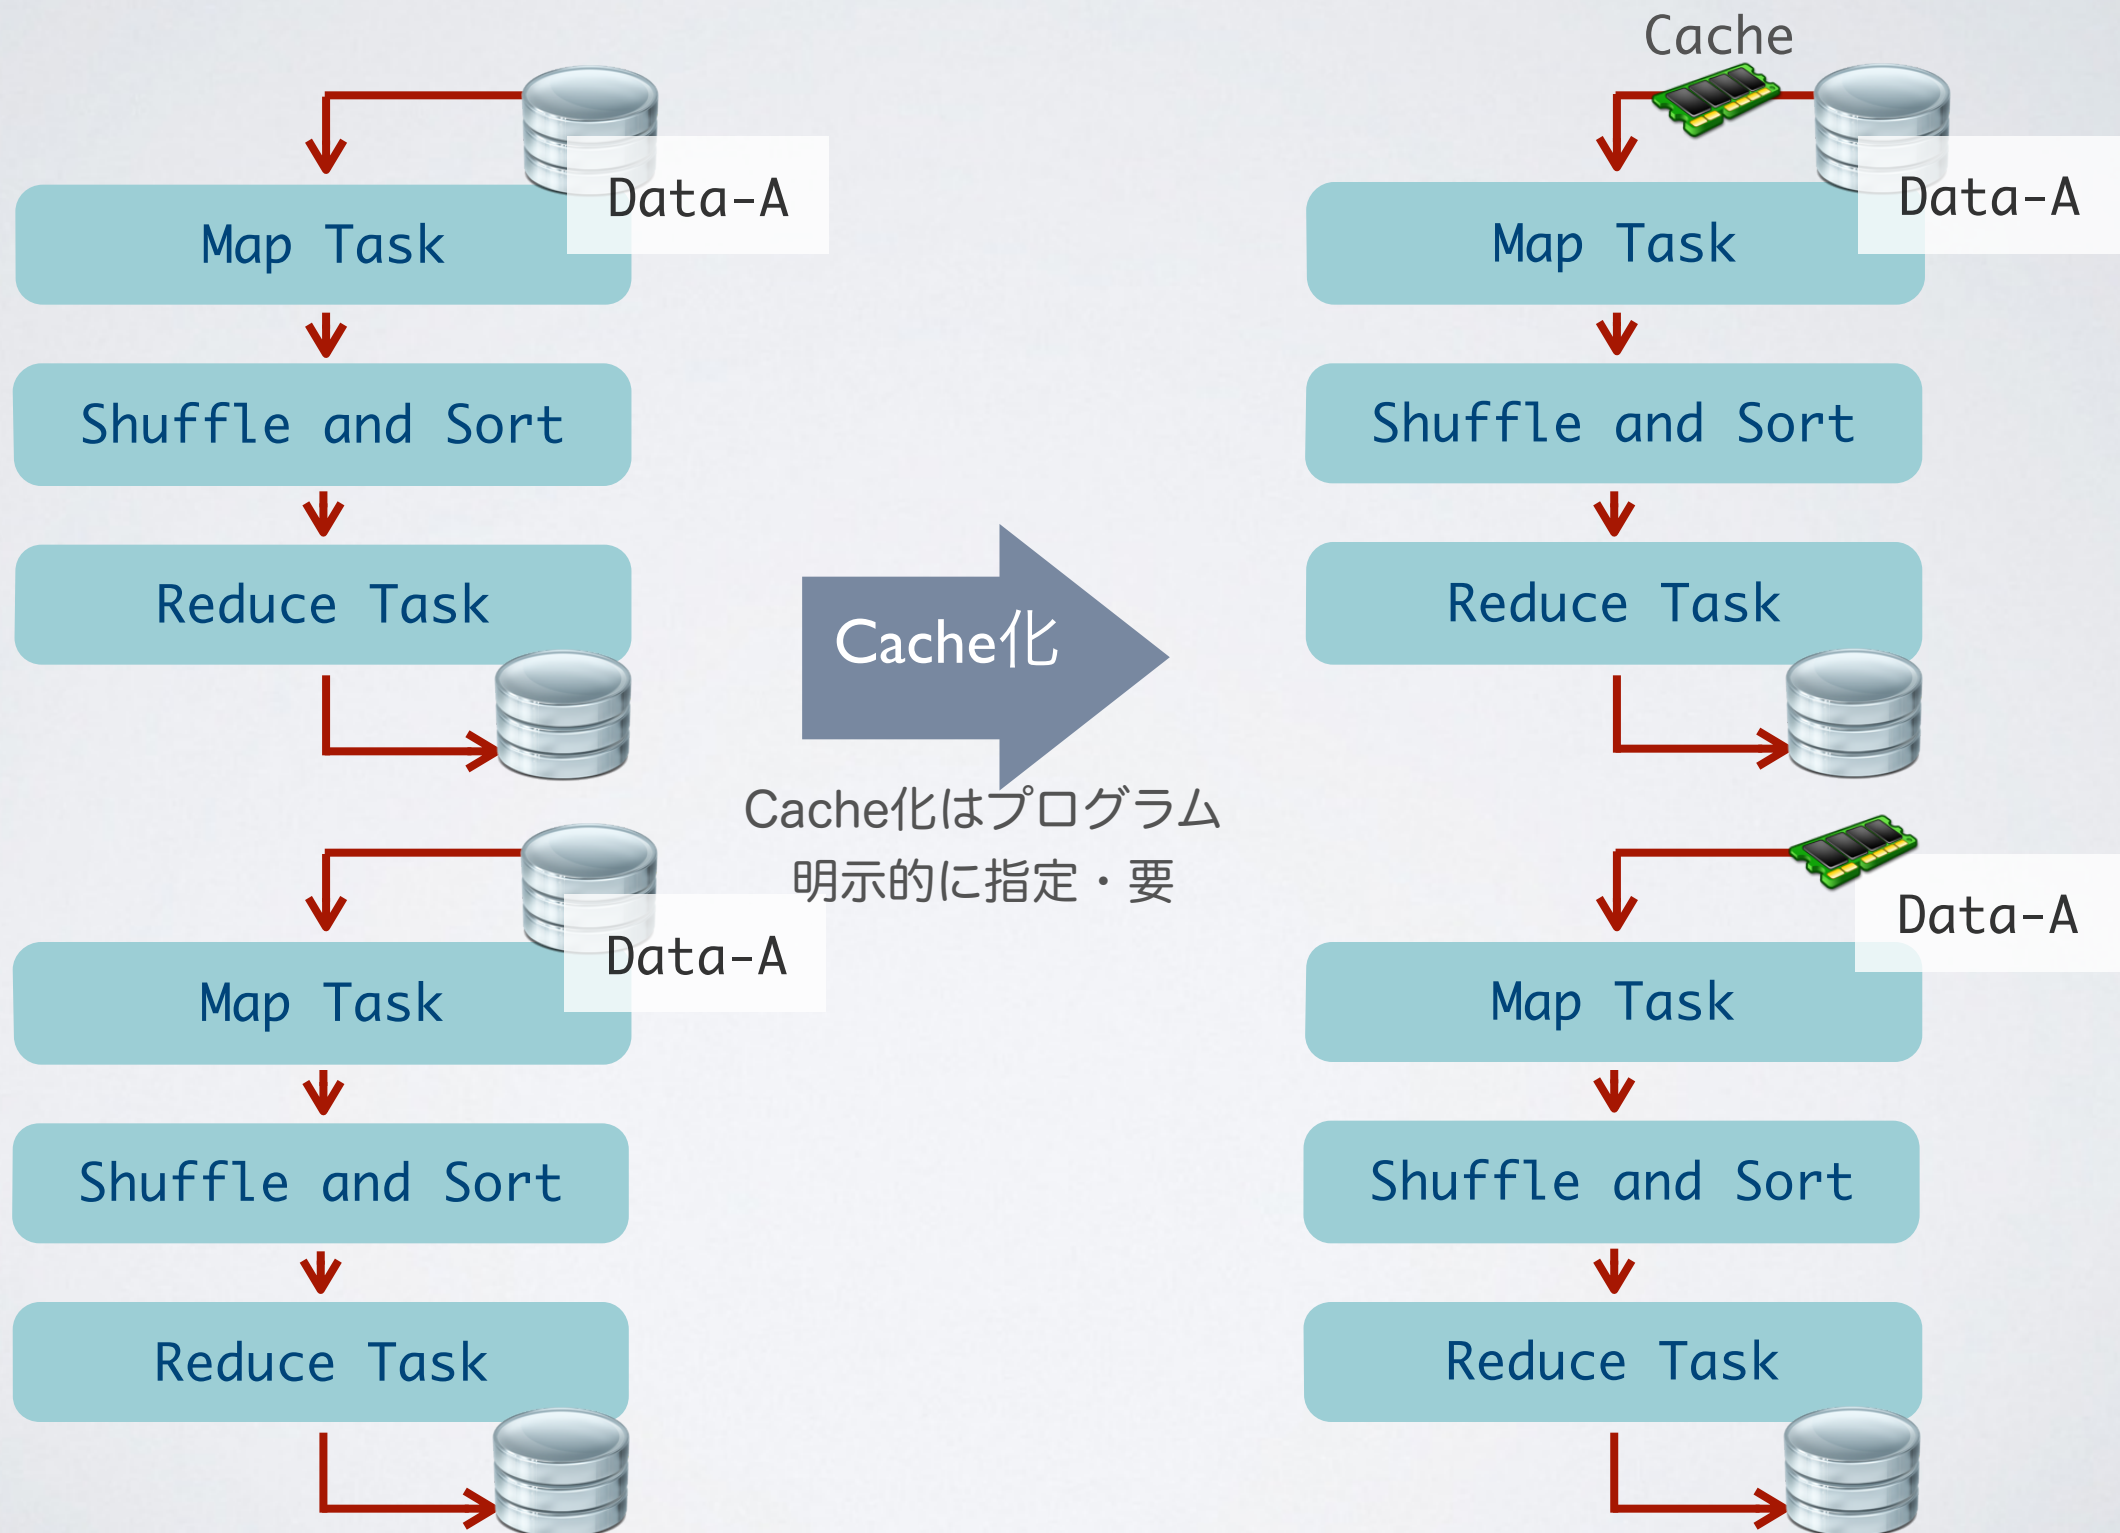 Data-A
Map Task
Shuffle and Sort
Reduce Task
Data-A
Map Task
Shuffle and Sort
Reduce Task
Cache化
Cache化はプログラム
明示的に指定・要
Cache
Data-A
Map Task
Shuffle and Sort
Reduce Task
Data-A
Map Task
Shuffle and Sort
Reduce Task